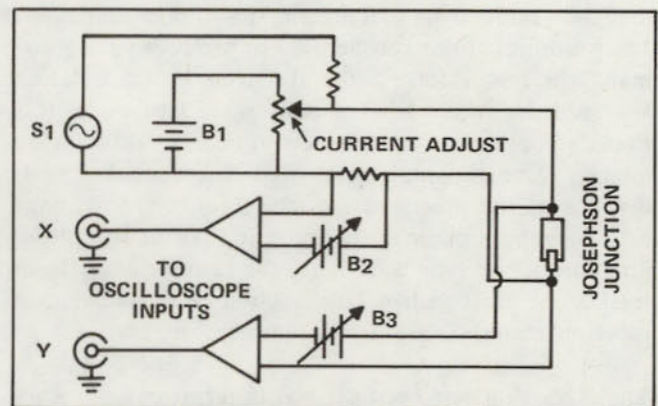 S1
B1
CURRENT ADJUST
X
B2
TO
OSCILLOSCOPE
INPUTS
B3
Y
JOSEPHSON
JUNCTION